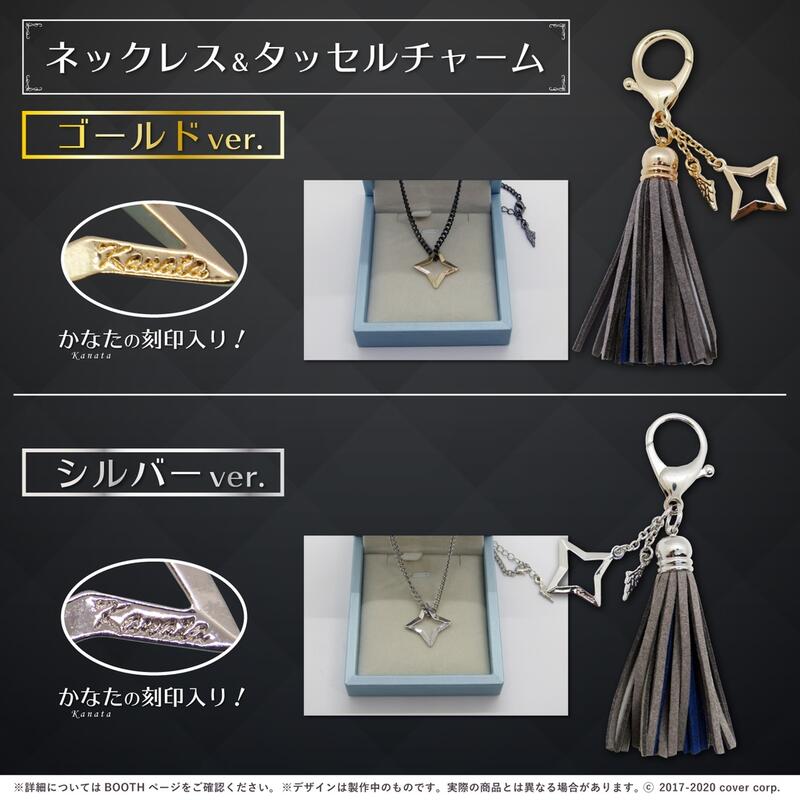 ネックレス&タッセルチャーム
ゴールドver.
Kanata
かなたの刻印入り!
Kanata
シルバーver.
Kanata
かなたの刻印入り!
Kanata
※詳細についてはBOOTHページをご確認ください。※デザインは製作中のものです。実際の商品とは異なる場合があります。© 2017-2020 cover corp.